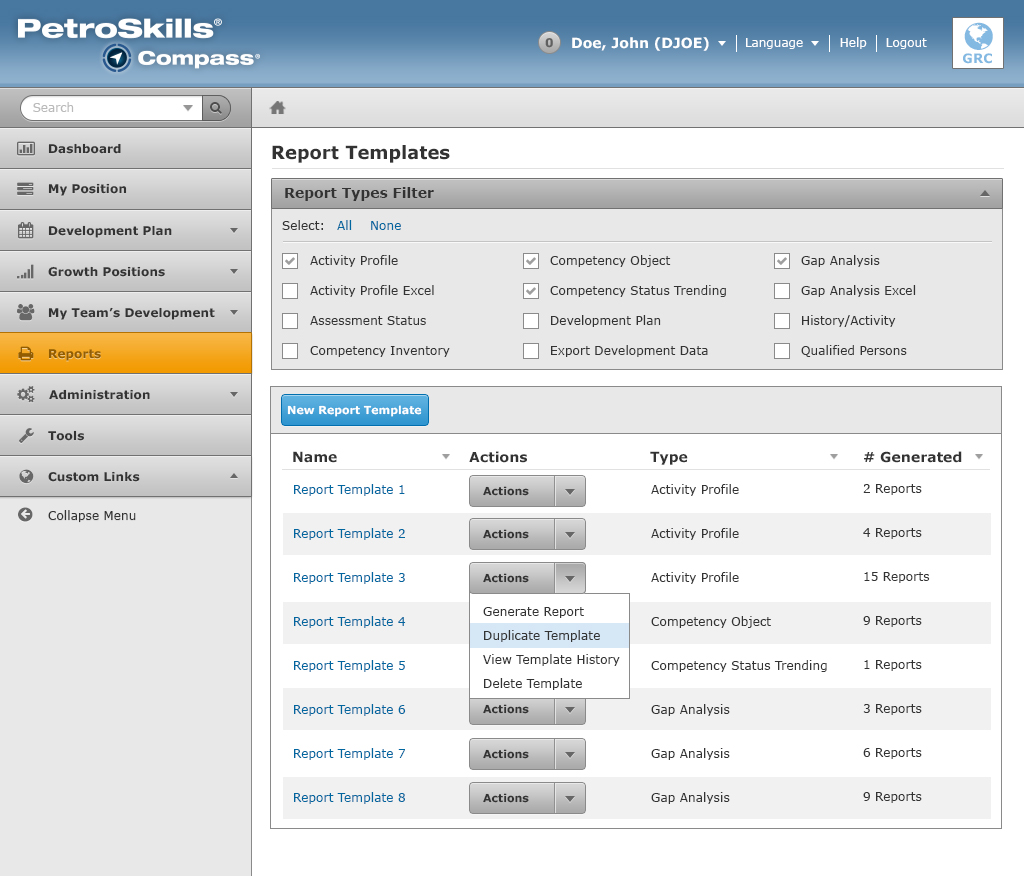 PetroSkills®
Compass®
0 Doe, John (DJOE) Language Help Logout
GRC
Search
Dashboard
My Position
Development Plan
Growth Positions
My Team's Development
Reports
Administration
Tools
Custom Links
Collapse Menu
Report Templates
Report Types Filter
Select: All None
Activity Profile Competency Object Gap Analysis
Activity Profile Excel Competency Status Trending Gap Analysis Excel
Assessment Status Development Plan History/Activity
Competency Inventory Export Development Data Qualified Persons
New Report Template
Name Actions Type # Generated
Report Template 1 Actions Activity Profile 2 Reports
Report Template 2 Actions Activity Profile 4 Reports
Report Template 3 Actions Activity Profile 15 Reports
Generate Report
Report Template 4 Competency Object 9 Reports
Duplicate Template
View Template History
Report Template 5 Competency Status Trending 1 Reports
Delete Template
Report Template 6 Actions Gap Analysis 3 Reports
Report Template 7 Actions Gap Analysis 6 Reports
Report Template 8 Actions Gap Analysis 9 Reports